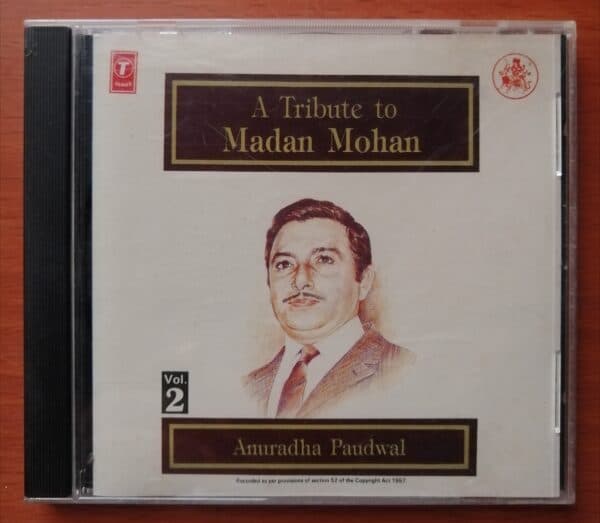 T
A Tribute to
Madan Mohan
Vol.
2
Anuradha Paudwal
Recorded as per provisions of section 52 of the Copyright Act 1957